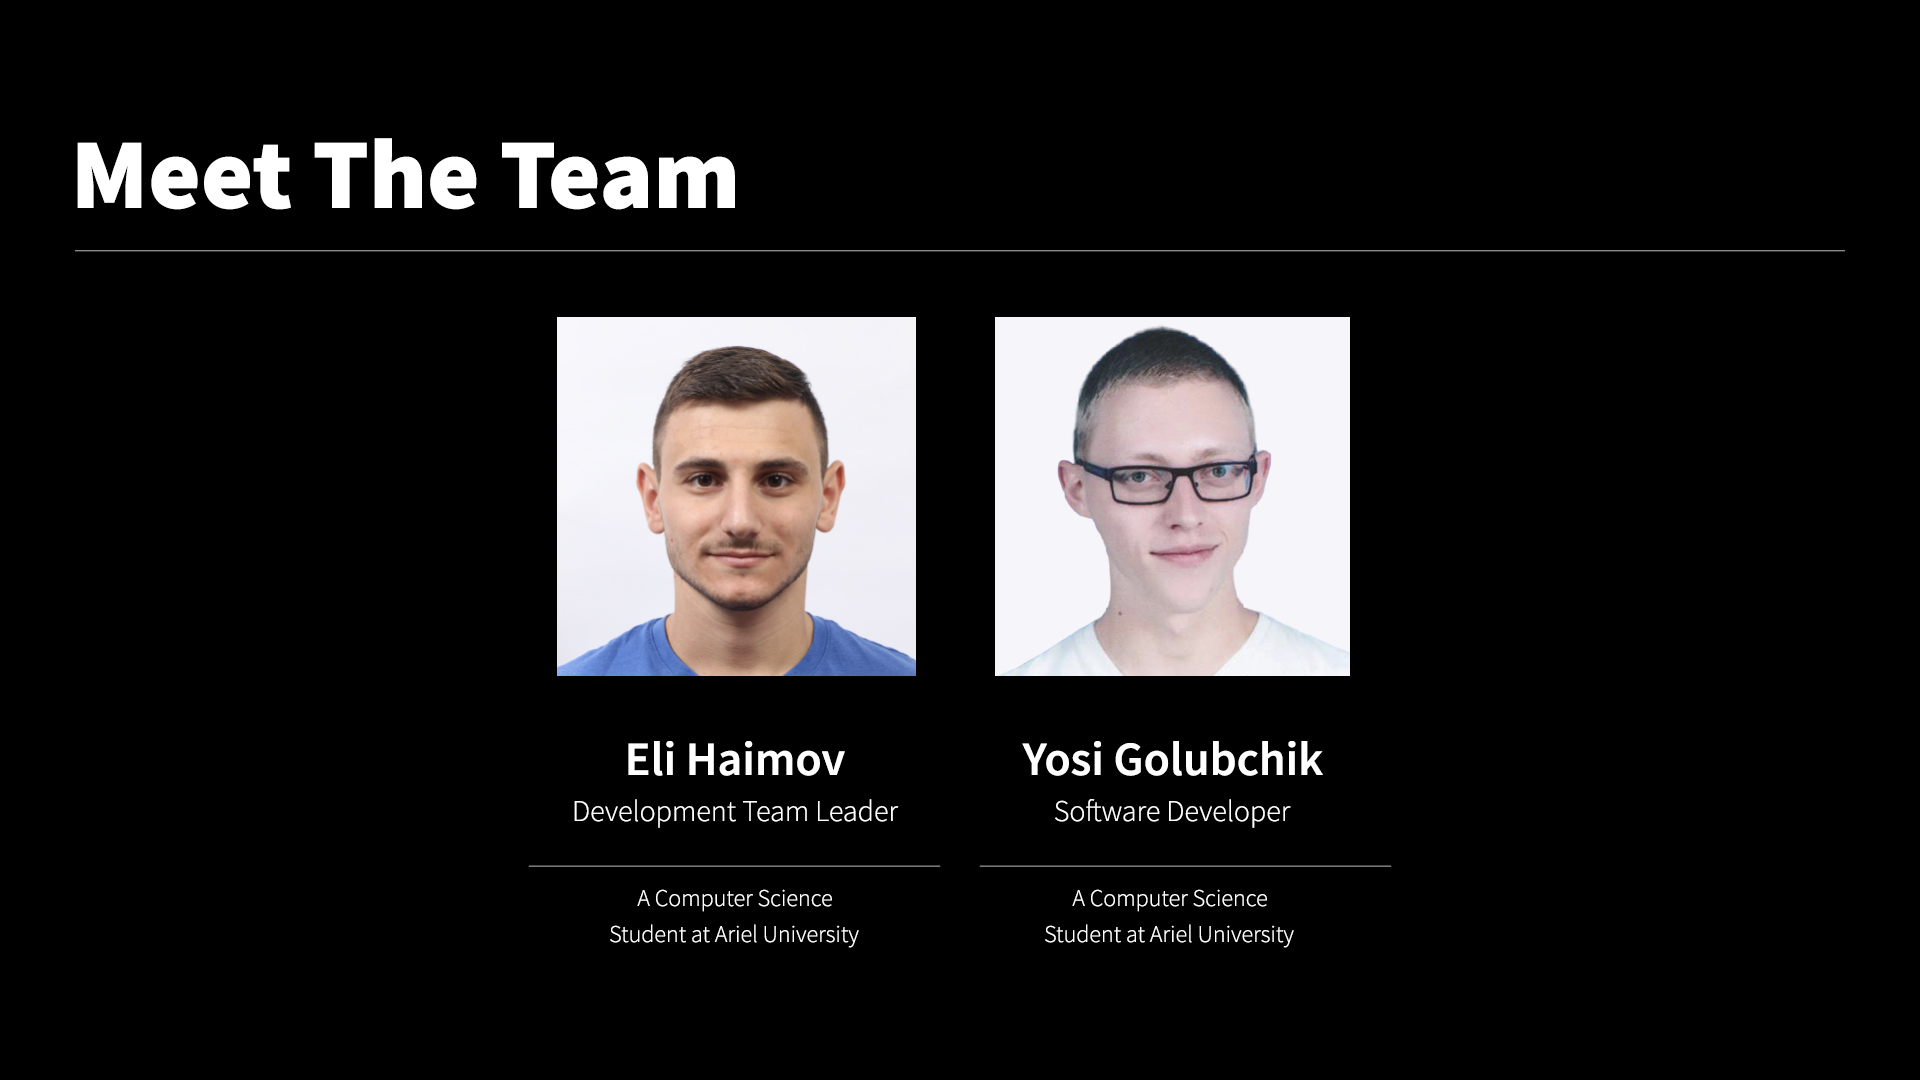 Meet The Team
Eli Haimov
Development Team Leader
A Computer Science
Student at Ariel University
Yosi Golubchik
Software Developer
A Computer Science
Student at Ariel University